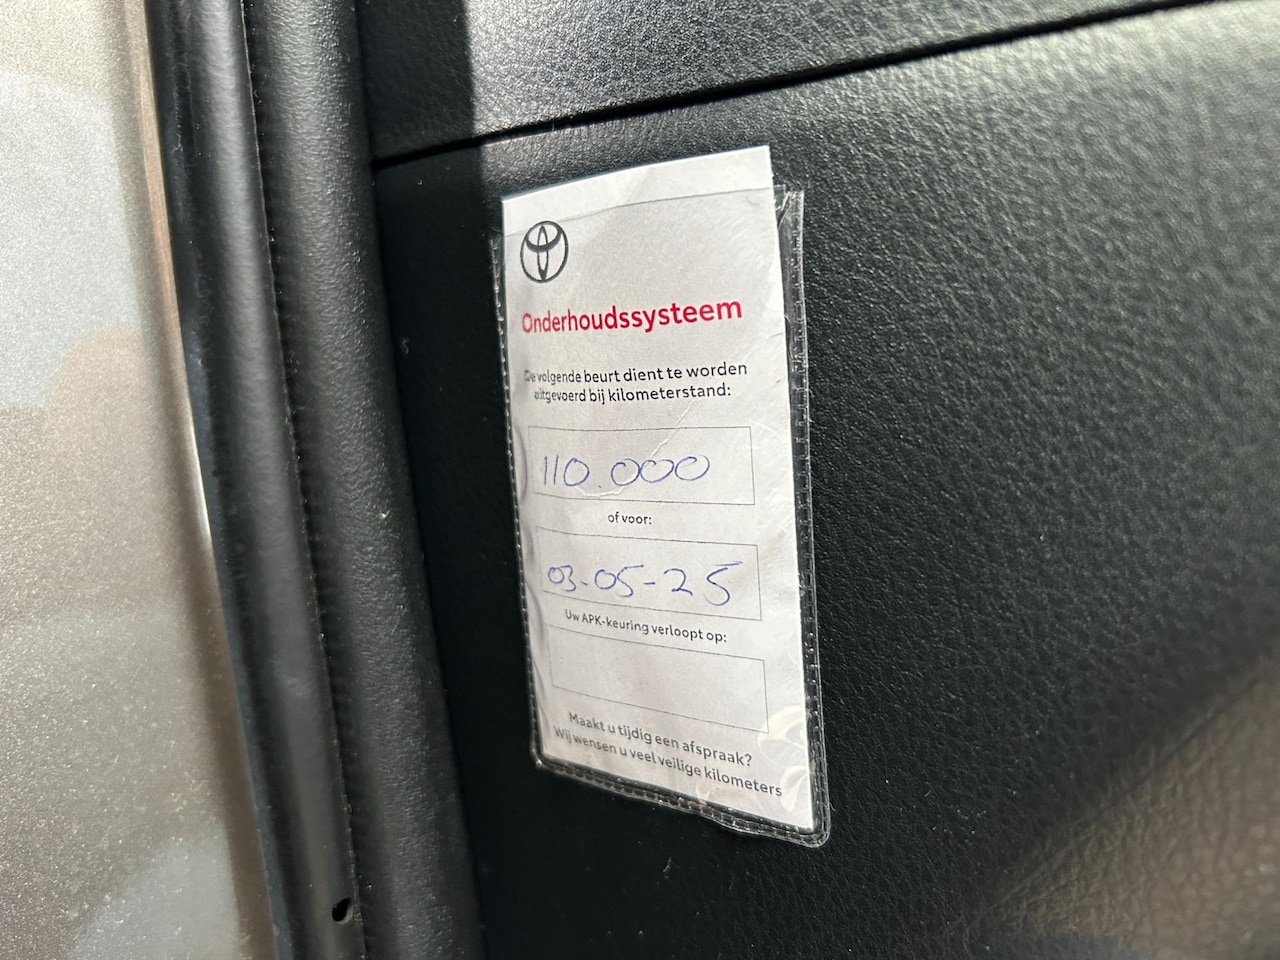 Onderhoudssysteem
De volgende beurt dient te worden
uitgevoerd bij kilometerstand:
110.000
of voor:
03-05-25
Uw APK-keuring verloopt op:
Maakt u tijdig een afspraak?
Wij wensen u veel veilige kilometers